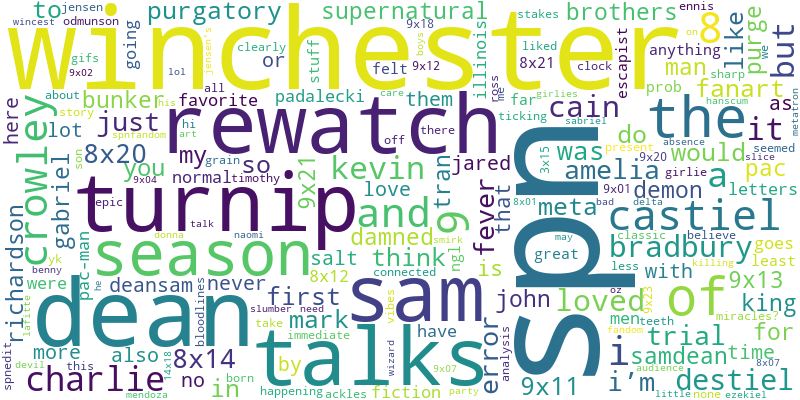 wincest
jensen
odmunson
to
purgatory
supernatural
9x18
stakes
brothers
ennis
winchester
8
like
purge
we
but
on
boys
jensen's
clearly
liked
anything
gifs
going
or
stuff
felt
9x12
illinois
8x21
clock
escapist
man
prob
fanart
sharp
9x02
lol
about
bunker
favorite
all
padalecki
them
far
cain
as
metatron
here
story
his
care
ross
me
girlies
hanscum
rewatch
the
it
crowley
lot
just
hi
art
off
there
ticking
sabriel
do
absence
seemed
8x20
my
so
kevin
jared
was
would
9x20
slice
son
you
grain
9x21
tran
3x15
amelia
present
a
pac
gabriel
9x04
normal
timothy
love
fever
that
meta
demon
9x01
girlie
letters
turnip
and
9
spn
8x01
bad
delta
epic
castiel
donna
talk
naomi
smirk
damned
great
may
classic
believe
season
salt
think
ngl
bradbury
goes
least
yk
benny
pac-man
8x12
connected
is
less
with
killing
richardson
were
deansam
never
john
loved
of
9x13
king
lafitte
he
bloodlines
slumber
need
first
vibes
oz
9x23
miracles?
dean
sam
men
teeth
take
mark
have
error
analysis
i
fandom
trial
for
more
also
8x14
immediate
wizard
talks
samdean
time
spnedit
devil
this
14x18
no
by
9x07
audience
8x07
charlie
in
born
fiction
9x11
i'm
destiel
mendoza
happening
ackles
party
little
none
ezekiel